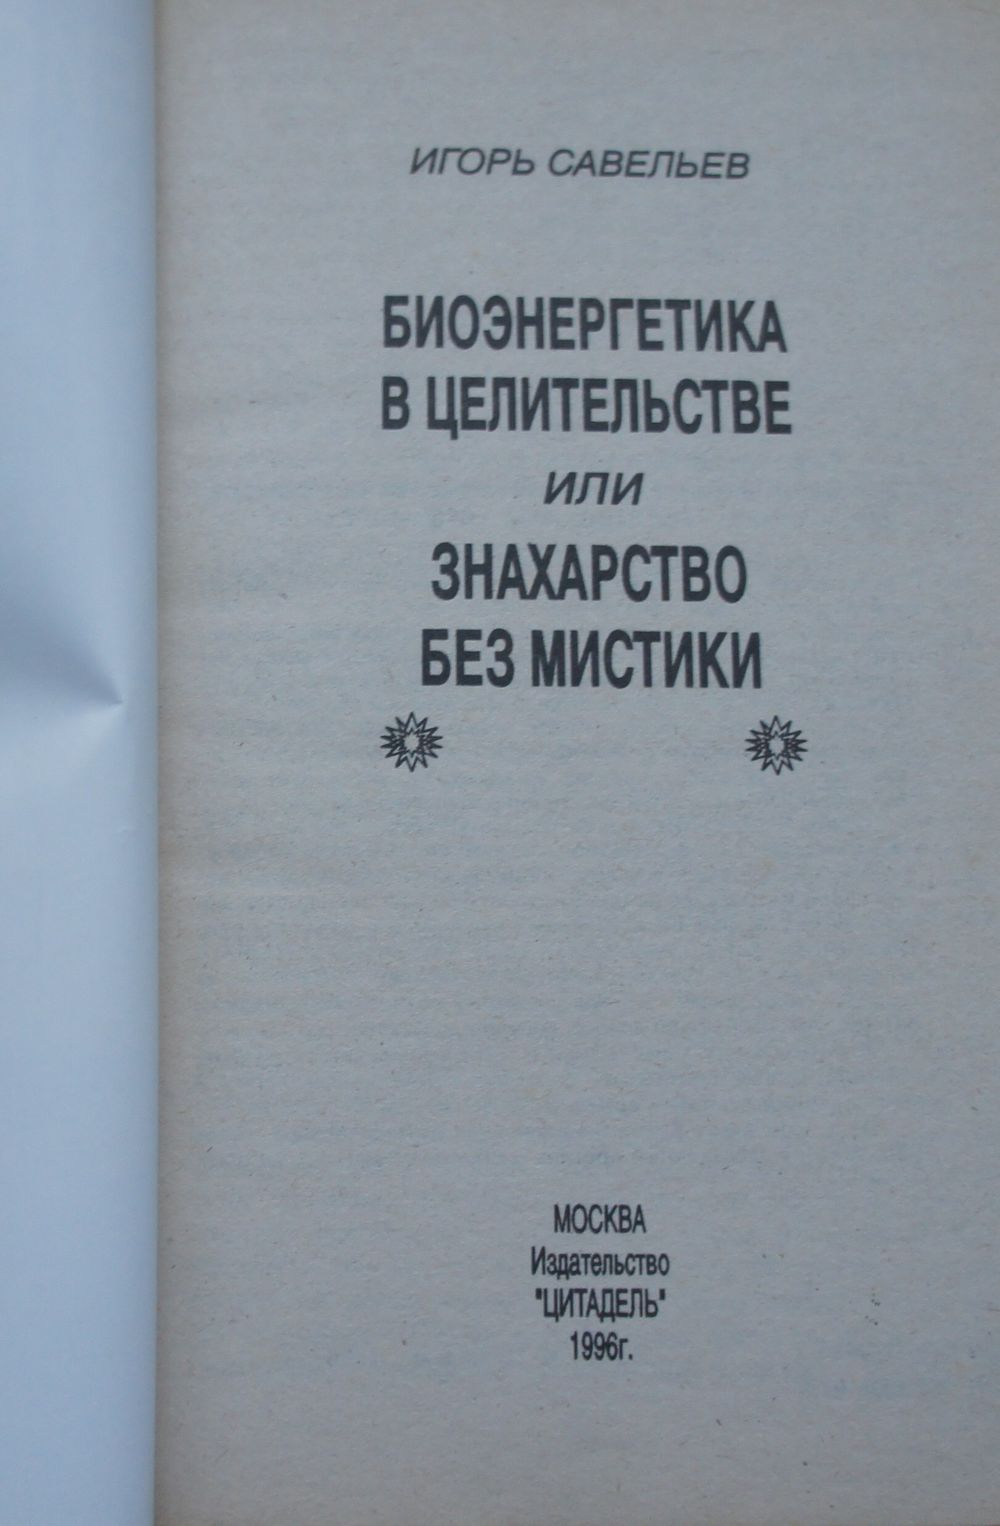 ИГОРЬ САВЕЛЬЕВ
БИОЭНЕРГЕТИКА
В ЦЕЛИТЕЛЬСТВЕ
ИЛИ
ЗНАХАРСТВО
БЕЗ МИСТИКИ
МОСКВА
Издательство
"ЦИТАДЕЛЬ"
1996г.